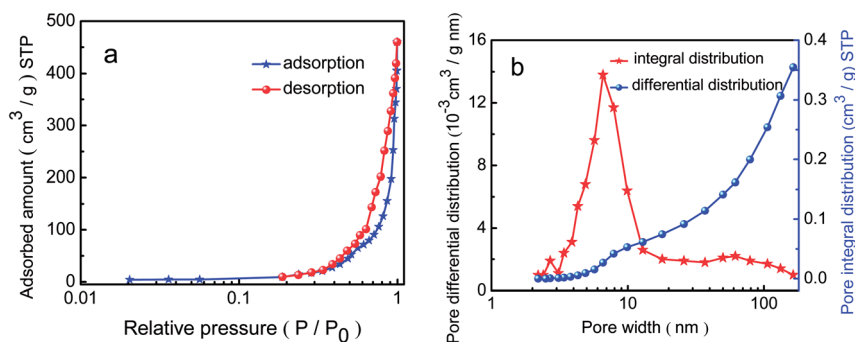 a
adsorption
desorption
Adsorbed amount ( cm3 / g ) STP
500
400
300
200
100
0
0.01
0.1
1
Relative pressure ( P / P0 )
b
integral distribution
differential distribution
Pore differential distribution (10-3cm3 / g nm)
16
12
8
4
0
1
10
100
Pore width ( nm )
0.4
0.3
0.2
0.1
0.0
Pore integral distribution (cm3 / g) STP